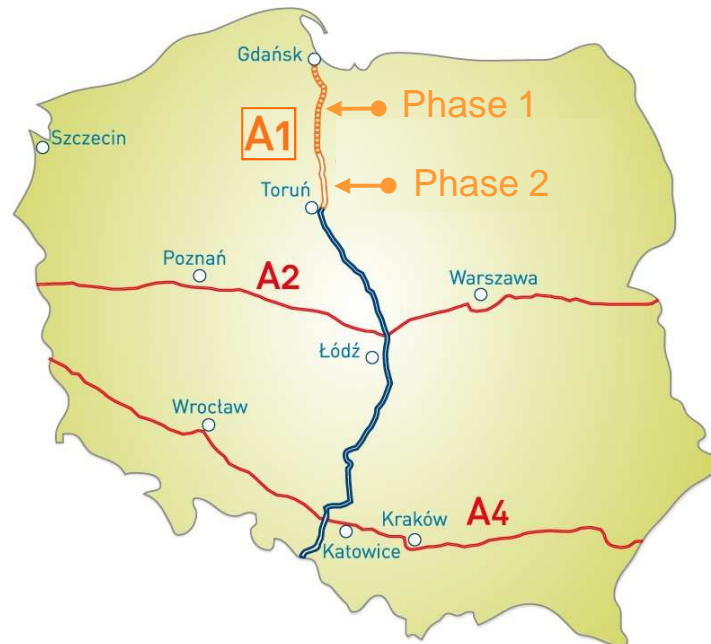 Gdańsk
Phase 1
A1
Szczecin
Phase 2
Toruń
Poznań
A2
Warszawa
Łódź
Wrocław
Kraków
A4
Katowice